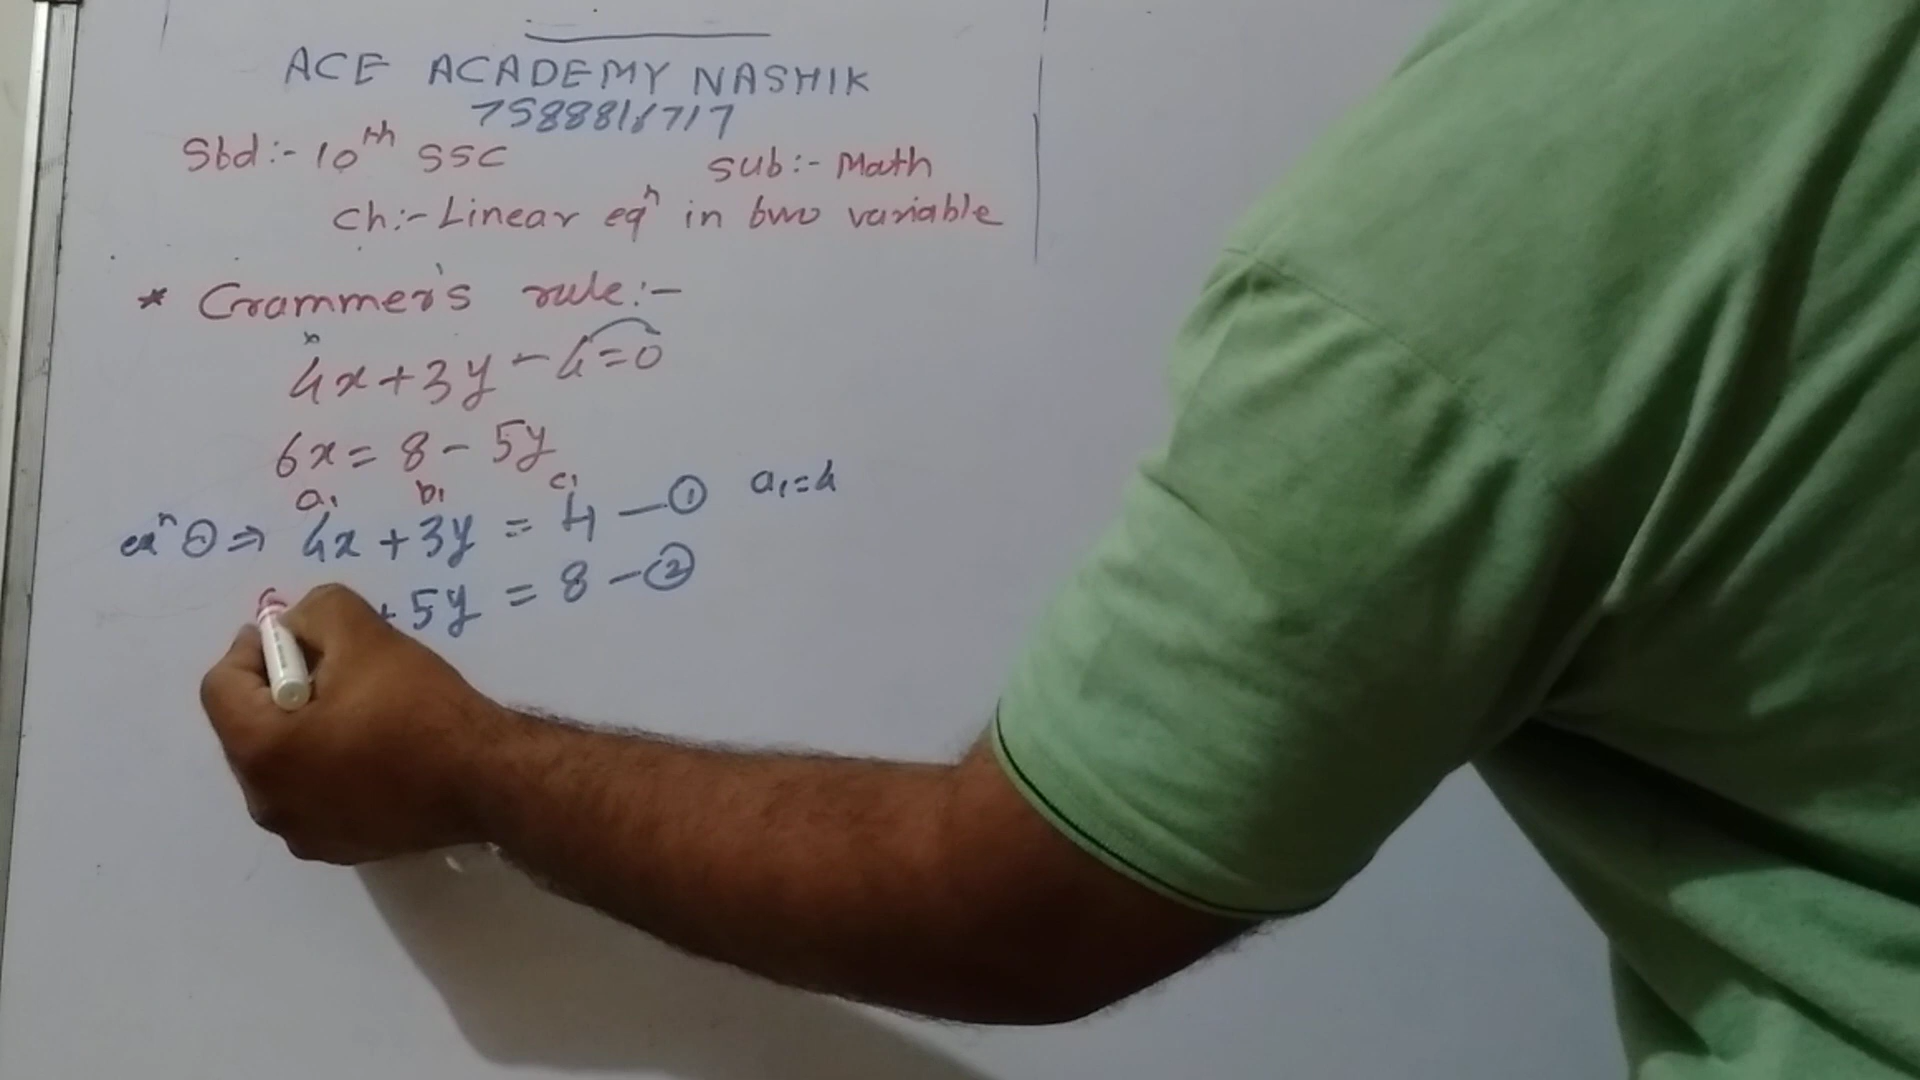 ACE ACADEMY NASHIK
7588816717
Std:- 10th SSC Sub:- Math
Ch:- Linear eqn in two variable
* Crammer's rule:-
4x+3y-4=0
6x = 8 - 5y
a₁ b₁ c₁
⇒ 4x + 3y = 4 — ① a₁=4
+ 5y = 8 - ②